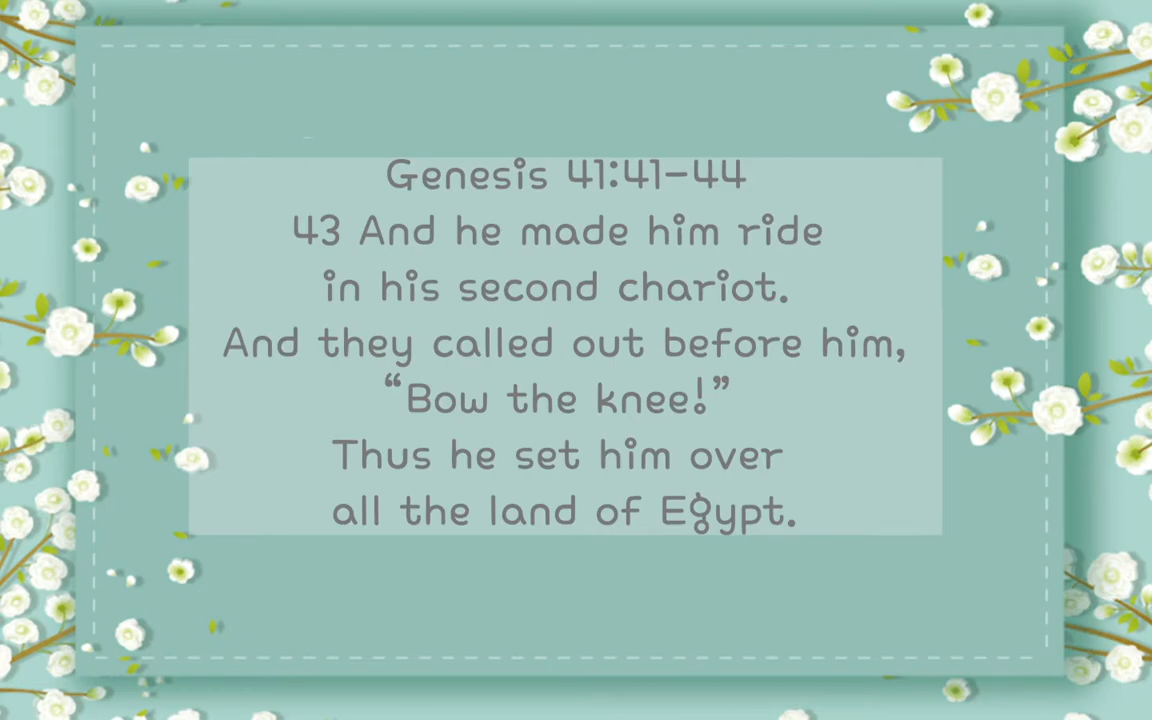 Genesis 41:41-44
43 And he made him ride
in his second chariot.
And they called out before him,
“Bow the knee!”
Thus he set him over
all the land of Egypt.